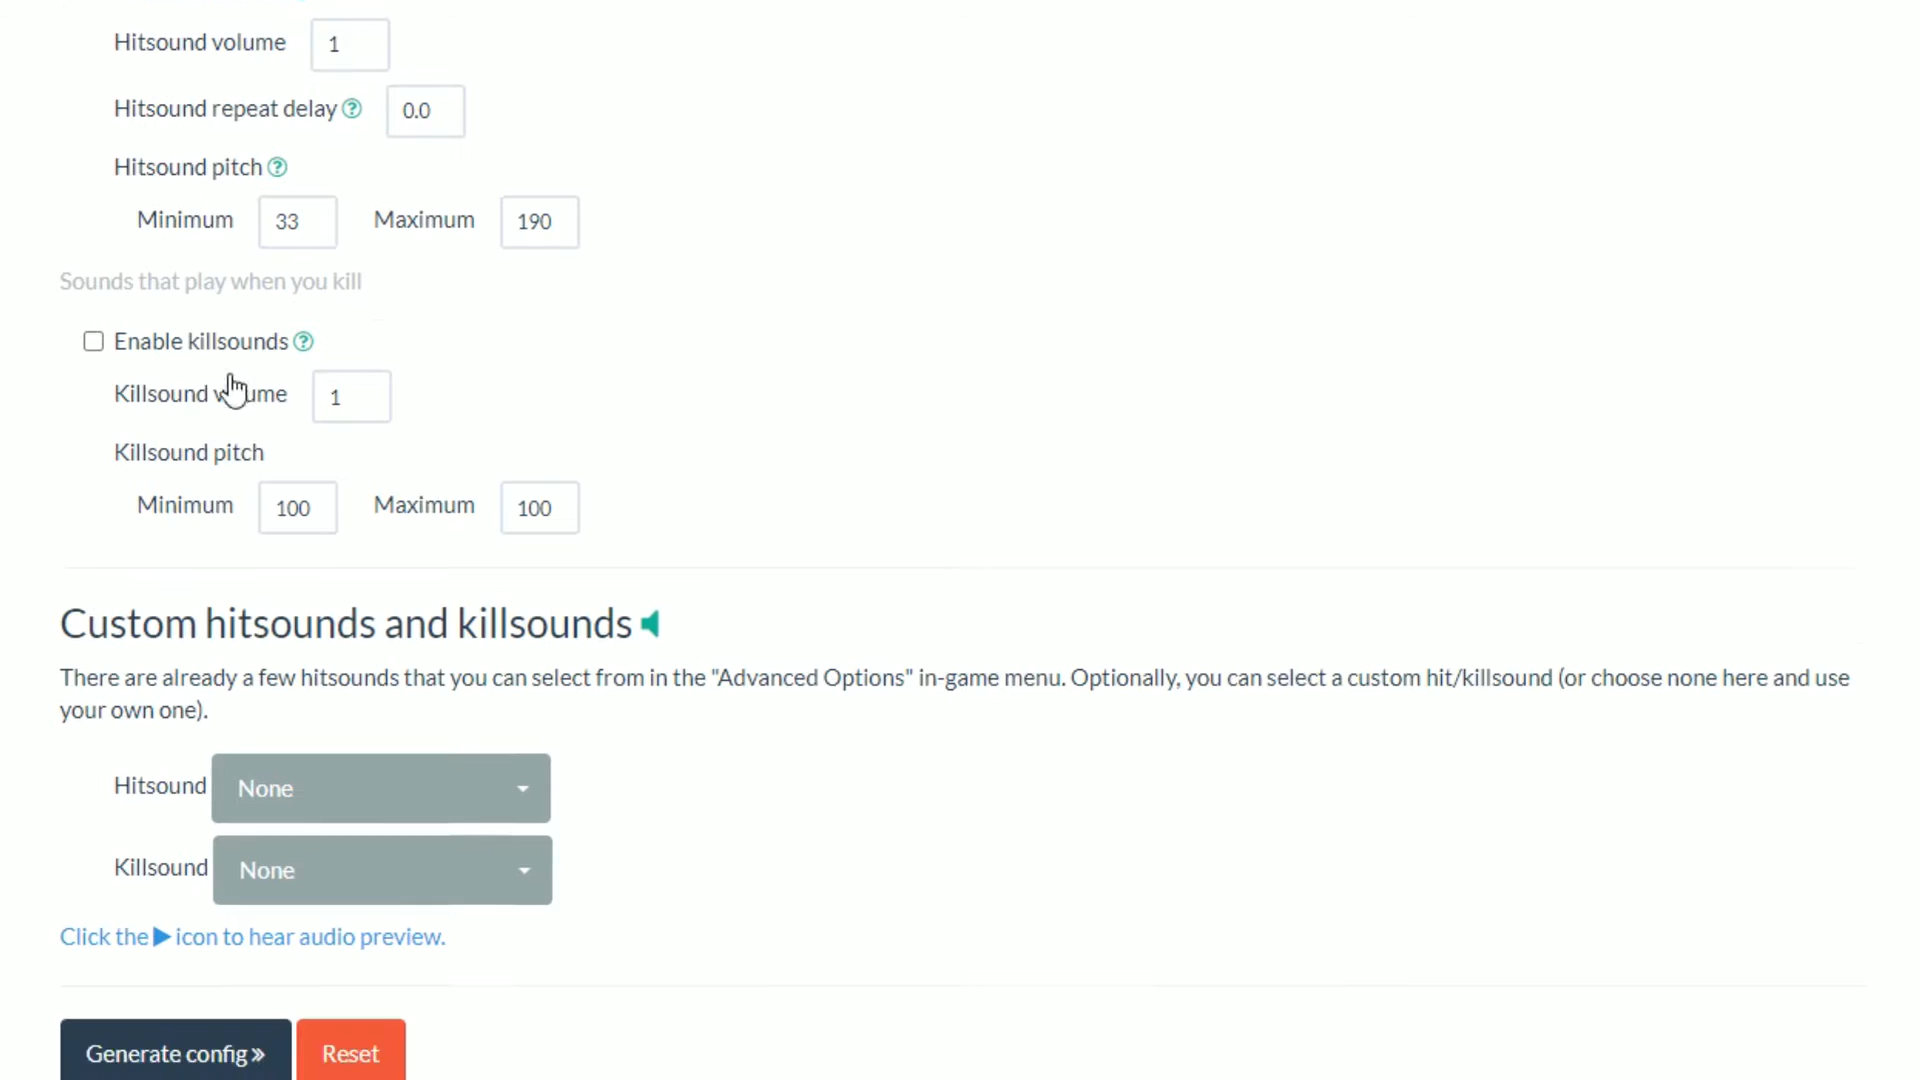 Hitsound volume 1
Hitsound repeat delay ? 0.0
Hitsound pitch ?
Minimum 33 Maximum 190
Sounds that play when you kill
Enable killsounds ?
Killsound volume 1
Killsound pitch
Minimum 100 Maximum 100
Custom hitsounds and killsounds
There are already a few hitsounds that you can select from in the "Advanced Options" in-game menu. Optionally, you can select a custom hit/killsound (or choose none here and use
your own one).
Hitsound None
Killsound None
Click the ▶ icon to hear audio preview.
Generate config » Reset